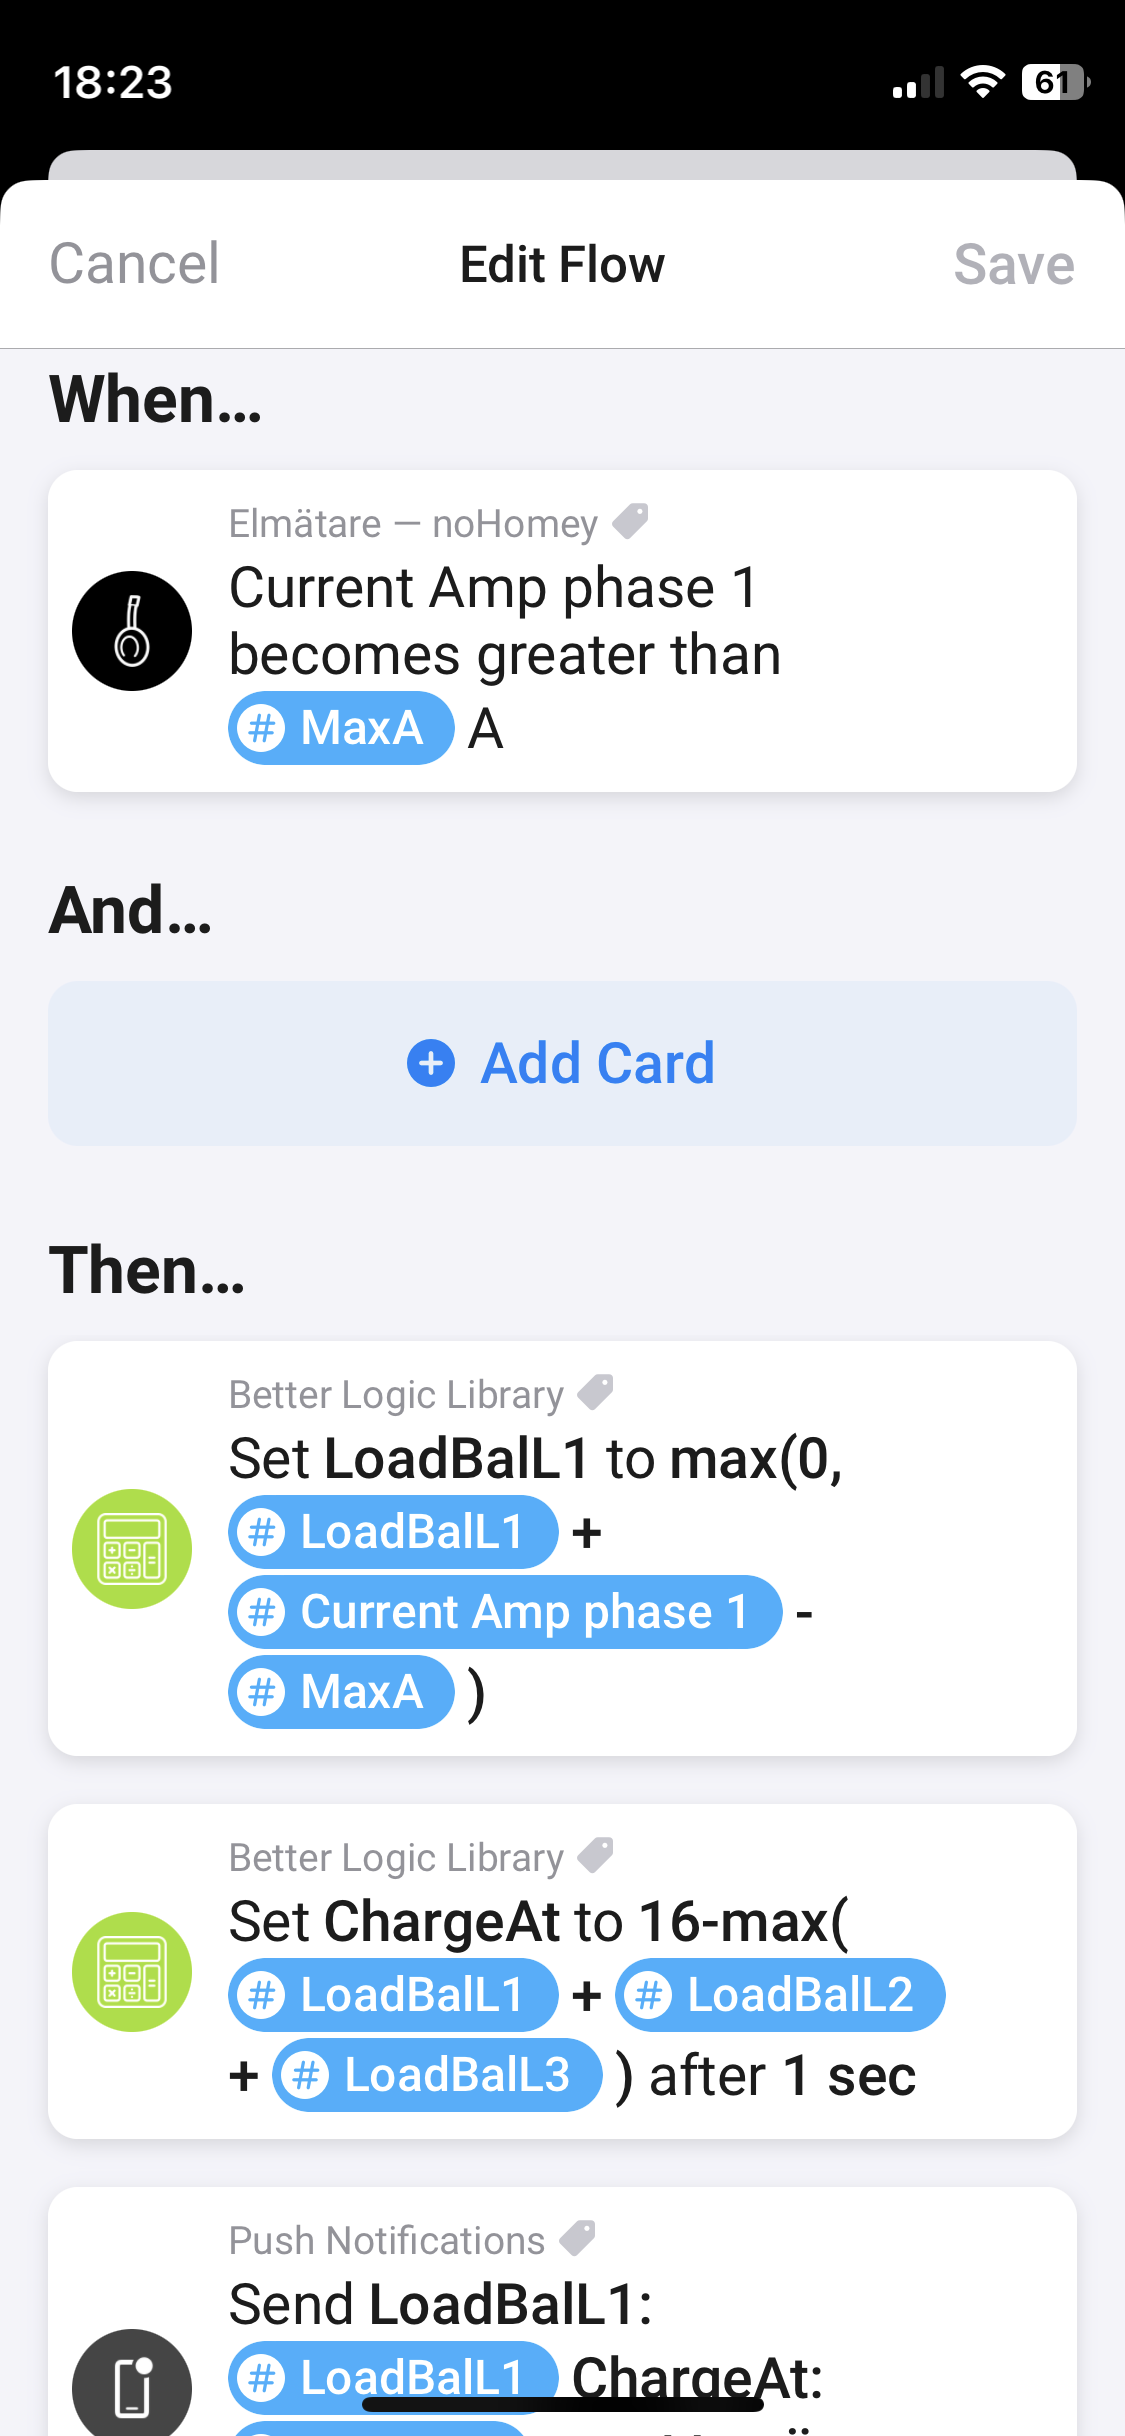 18:23
61
Cancel
Edit Flow
Save
When...
Elmätare — noHomey
Current Amp phase 1
becomes greater than
# MaxA A
And...
Add Card
Then...
Better Logic Library
Set LoadBalL1 to max(0,
# LoadBalL1 +
# Current Amp phase 1 -
# MaxA )
Better Logic Library
Set ChargeAt to 16-max(
# LoadBalL1 + # LoadBalL2
+ # LoadBalL3 ) after 1 sec
Push Notifications
Send LoadBalL1:
# LoadBalL1 ChargeAt: